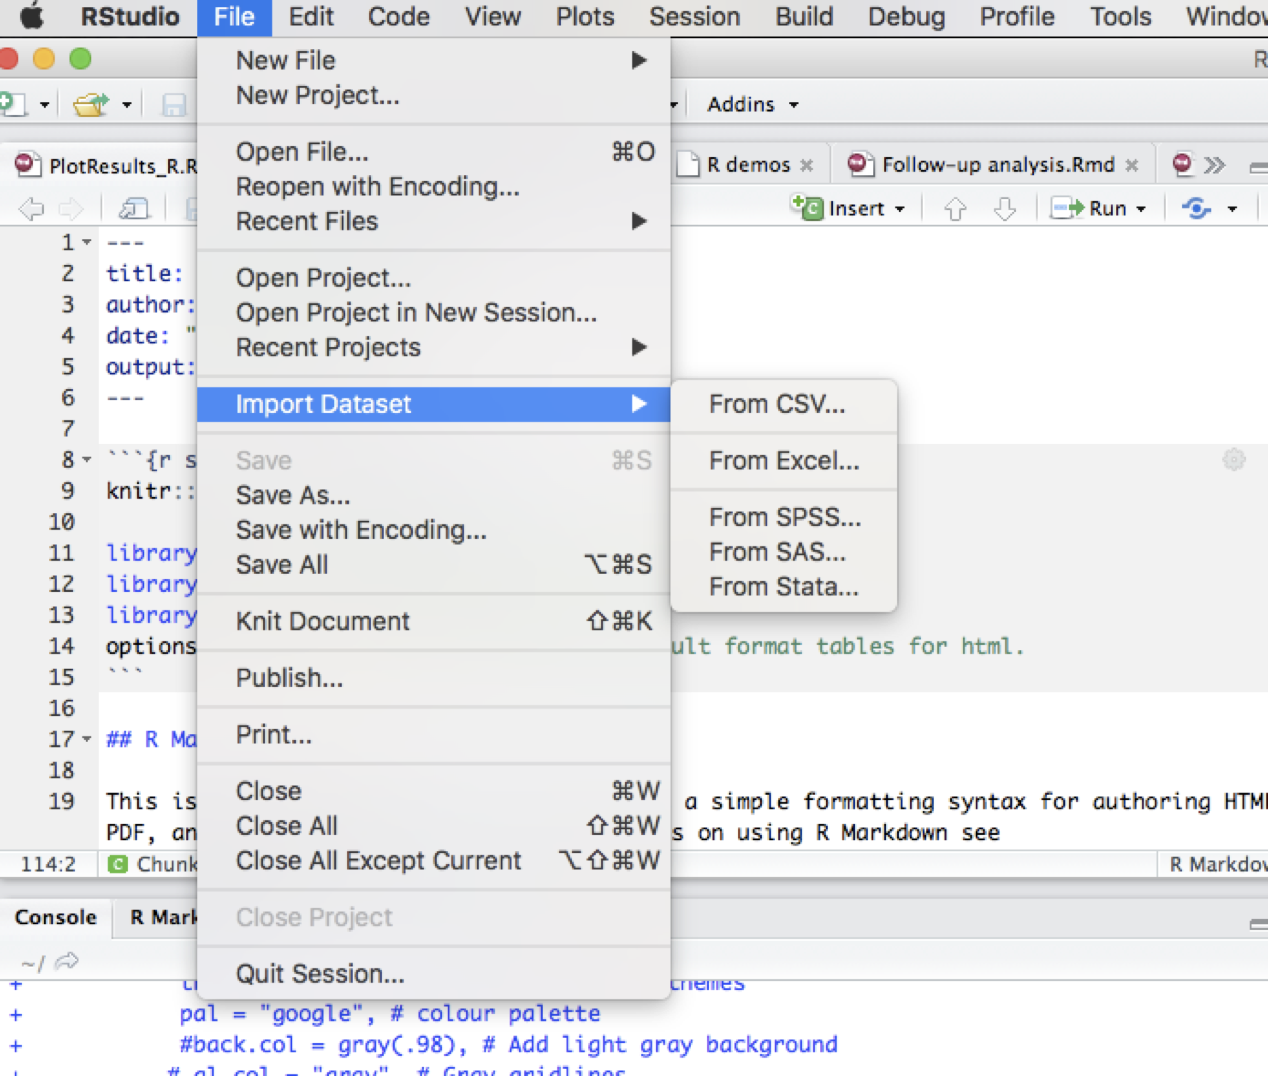 RStudio File Edit Code View Plots Session Build Debug Profile Tools Window
R
Addins
PlotResults_R.R
R demos
Follow-up analysis.Rmd
Insert
Run
1 ---
2 title:
3 author:
4 date: "
5 output:
6 ---
7
8 ```{r s
9 knitr::
10
11 library
12 library
13 library
14 options
ult format tables for html.
15 ```
16
17 ## R Ma
18
19 This is
a simple formatting syntax for authoring HTM
PDF, an
s on using R Markdown see
114:2 Chunk
R Markdow
Console R Mark
~/
+
themes
+ pal = "google", # colour palette
+ #back.col = gray(.98), # Add light gray background
# gl.col = "gray", # Gray gridlines
New File
New Project...
Open File... ⌘O
Reopen with Encoding...
Recent Files
Open Project...
Open Project in New Session...
Recent Projects
Import Dataset
Save ⌘S
Save As...
Save with Encoding...
Save All ⌥⌘S
Knit Document ⇧⌘K
Publish...
Print...
Close ⌘W
Close All ⇧⌘W
Close All Except Current ⌥⇧⌘W
Close Project
Quit Session...
From CSV...
From Excel...
From SPSS...
From SAS...
From Stata...